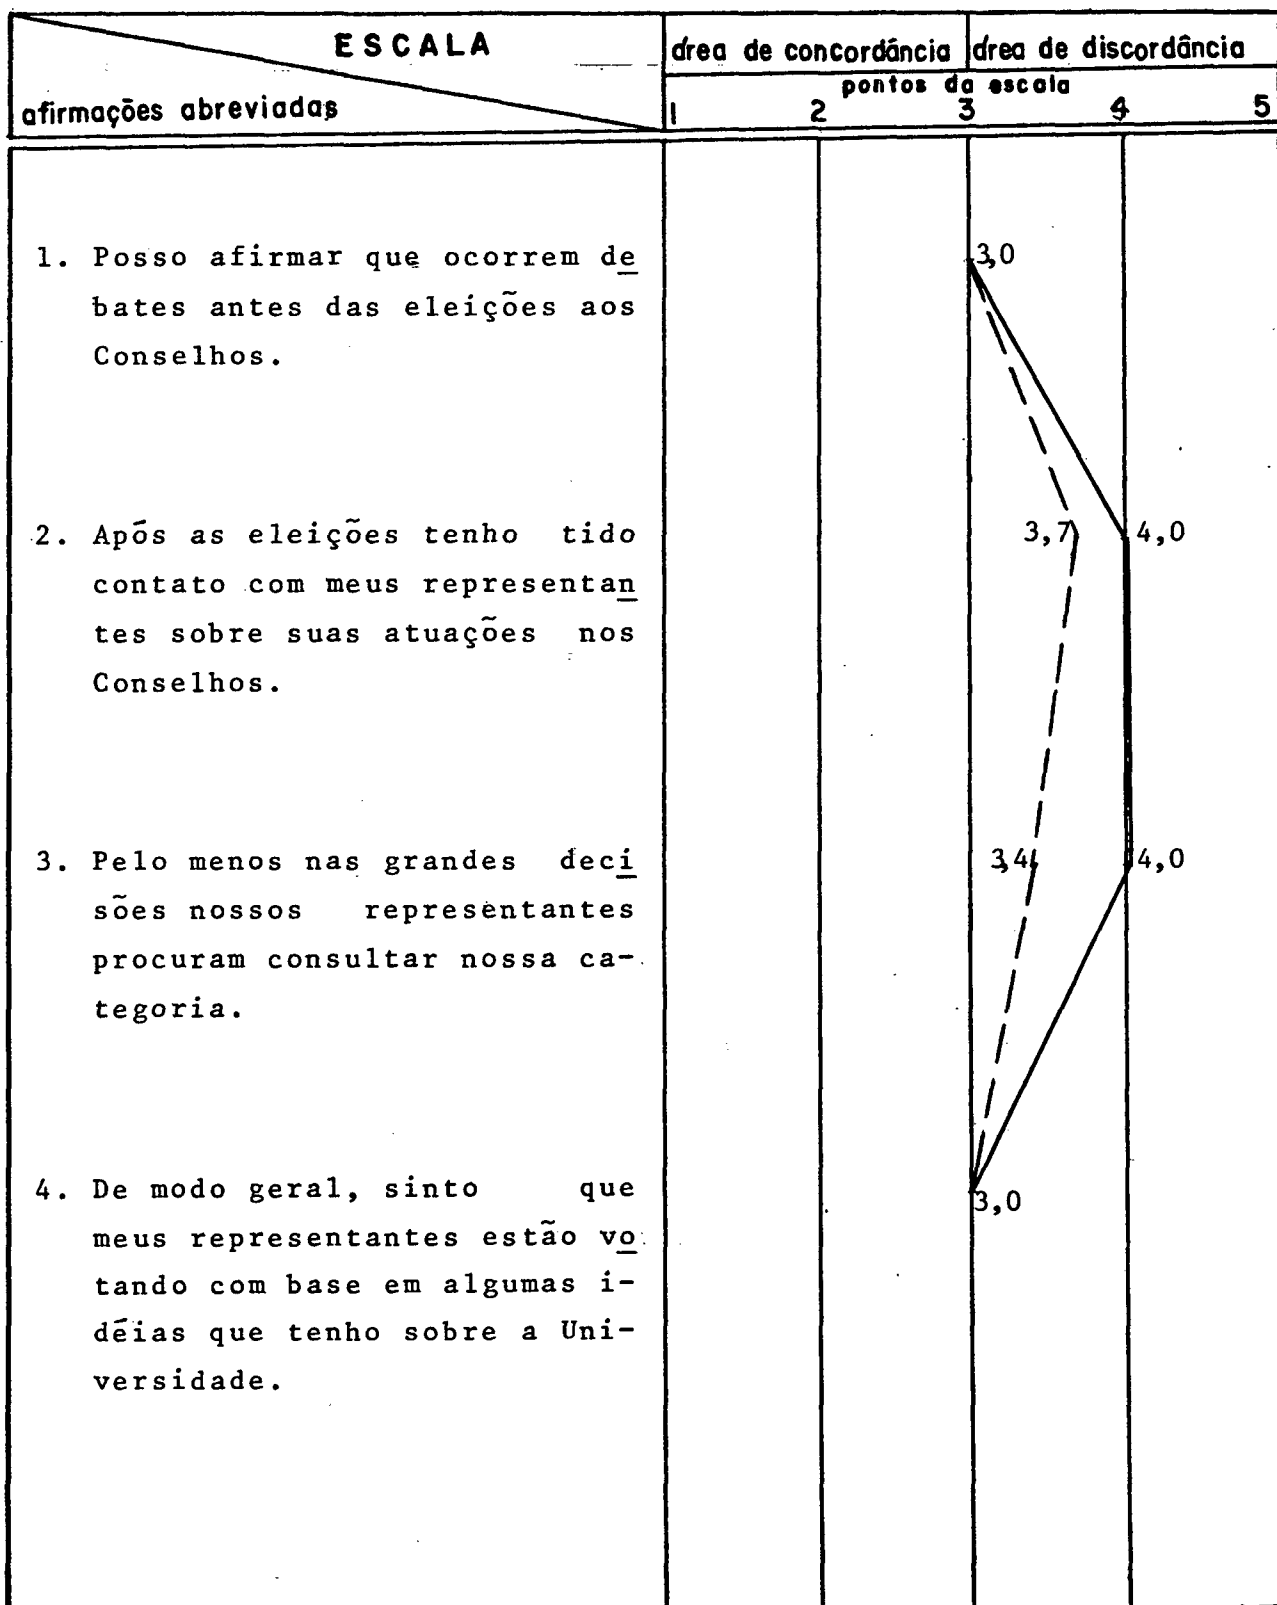 ESCALA
área de concordância
área de discordância
afirmações abreviadas
pontos da escala
1 2 3 4 5
1. Posso afirmar que ocorrem de
bates antes das eleições aos
Conselhos.
3,0
2. Após as eleições tenho tido
contato com meus representan
tes sobre suas atuações nos
Conselhos.
3,7 4,0
3. Pelo menos nas grandes deci
sões nossos representantes
procuram consultar nossa ca-
tegoria.
3,4 4,0
4. De modo geral, sinto que
meus representantes estão vo
tando com base em algumas i-
déias que tenho sobre a Uni-
versidade.
3,0